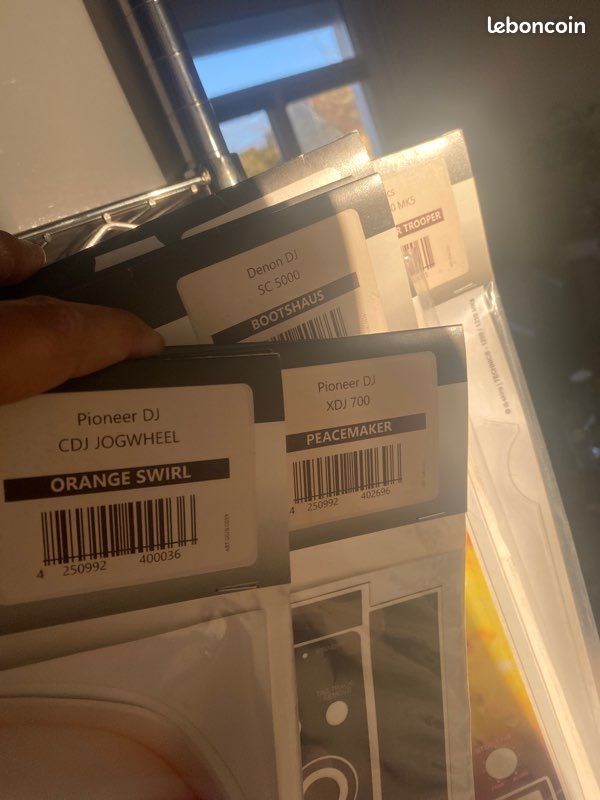 leboncoin
MK5
TROOPER
Denon DJ
SC 5000
BOOTSHAUS
Pioneer DJ
XDJ 700
PEACEMAKER
4 250992 402696
Pioneer DJ
CDJ JOGWHEEL
ORANGE SWIRL
4 250992 400036